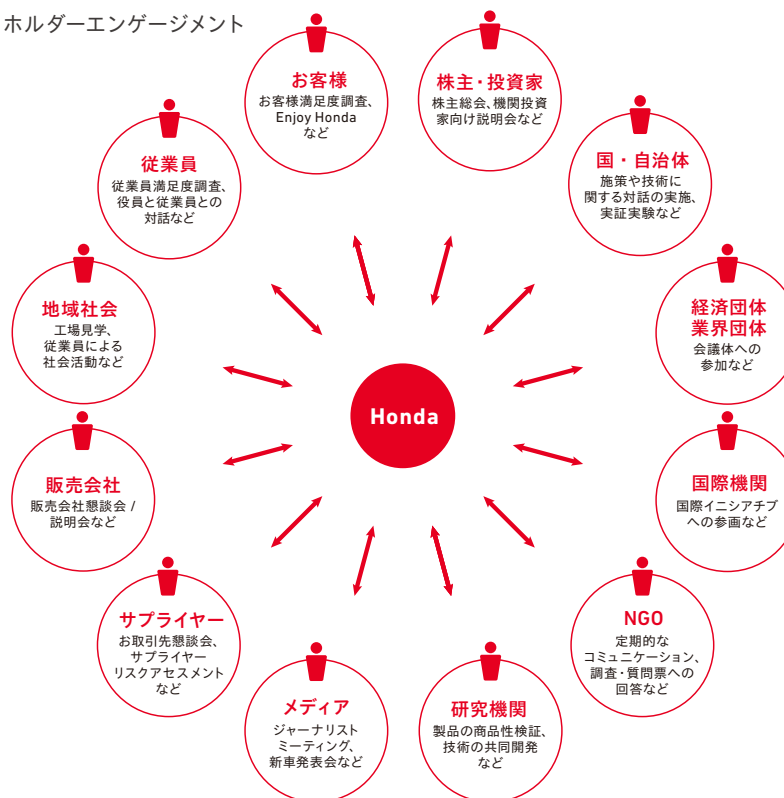 ホルダーエンゲージメント
お客様
お客様満足度調査、
Enjoy Honda
など
株主・投資家
株主総会、機関投資
家向け説明会など
国・自治体
施策や技術に
関する対話の実施、
実証実験など
経済団体
業界団体
会議体への
参加など
国際機関
国際イニシアチブ
への参画など
NGO
定期的な
コミュニケーション、
調査・質問票への
回答など
研究機関
製品の商品性検証、
技術の共同開発
など
メディア
ジャーナリスト
ミーティング、
新車発表会など
サプライヤー
お取引先懇談会、
サプライヤー
リスクアセスメント
など
販売会社
販売会社懇談会 /
説明会など
地域社会
工場見学、
従業員による
社会活動など
従業員
従業員満足度調査、
役員と従業員との
対話など
Honda